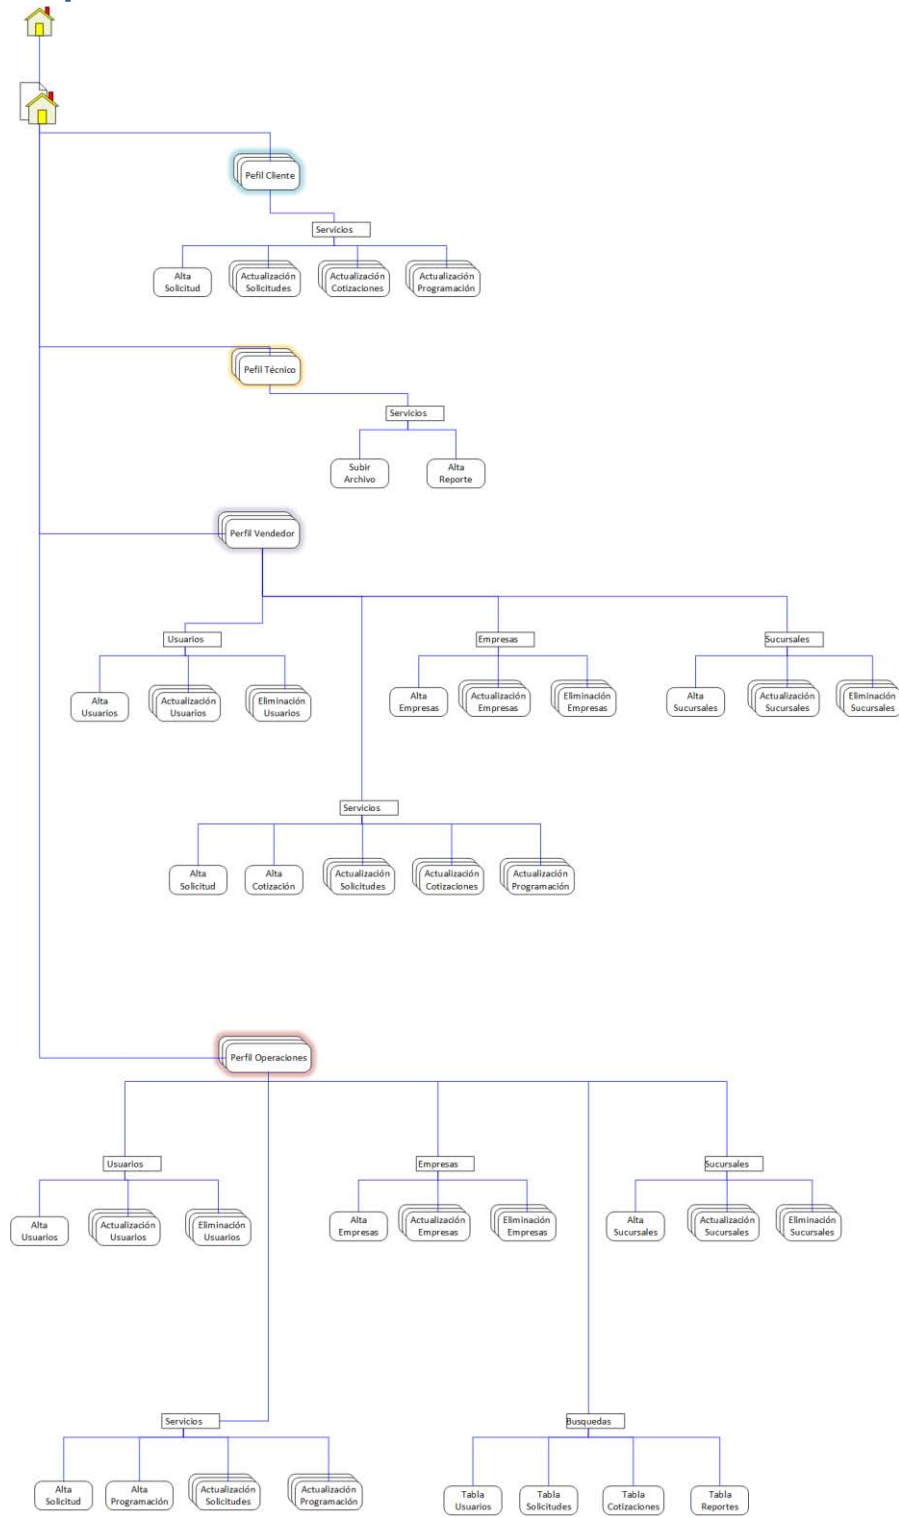 Pefil Cliente
Servicios
Alta
Solicitud
Actualización
Solicitudes
Actualización
Cotizaciones
Actualización
Programación
Pefil Técnico
Servicios
Subir
Archivo
Alta
Reporte
Perfil Vendedor
Usuarios
Empresas
Sucursales
Alta
Usuarios
Actualización
Usuarios
Eliminación
Usuarios
Alta
Empresas
Actualización
Empresas
Eliminación
Empresas
Alta
Sucursales
Actualización
Sucursales
Eliminación
Sucursales
Servicios
Alta
Solicitud
Alta
Cotización
Actualización
Solicitudes
Actualización
Cotizaciones
Actualización
Programación
Perfil Operaciones
Usuarios
Empresas
Sucursales
Alta
Usuarios
Actualización
Usuarios
Eliminación
Usuarios
Alta
Empresas
Actualización
Empresas
Eliminación
Empresas
Alta
Sucursales
Actualización
Sucursales
Eliminación
Sucursales
Servicios
Busquedas
Alta
Solicitud
Alta
Programación
Actualización
Solicitudes
Actualización
Programación
Tabla
Usuarios
Tabla
Solicitudes
Tabla
Cotizaciones
Tabla
Reportes